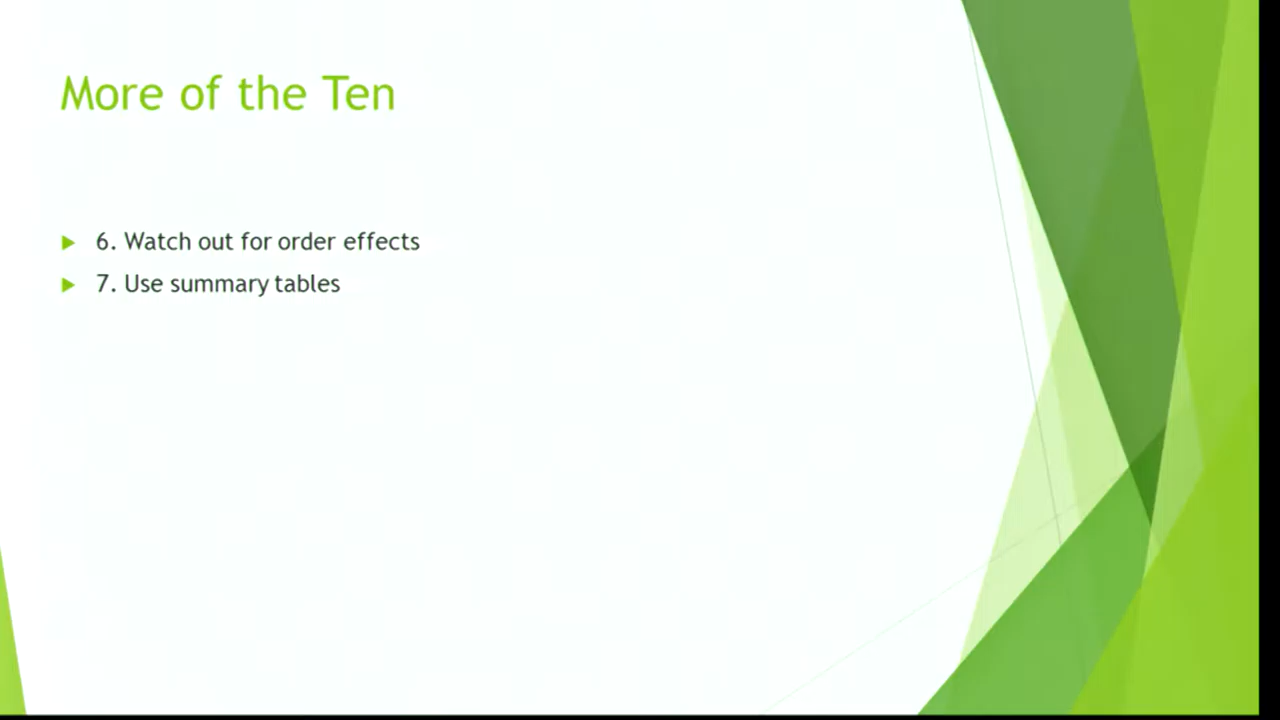 More of the Ten
6. Watch out for order effects
7. Use summary tables